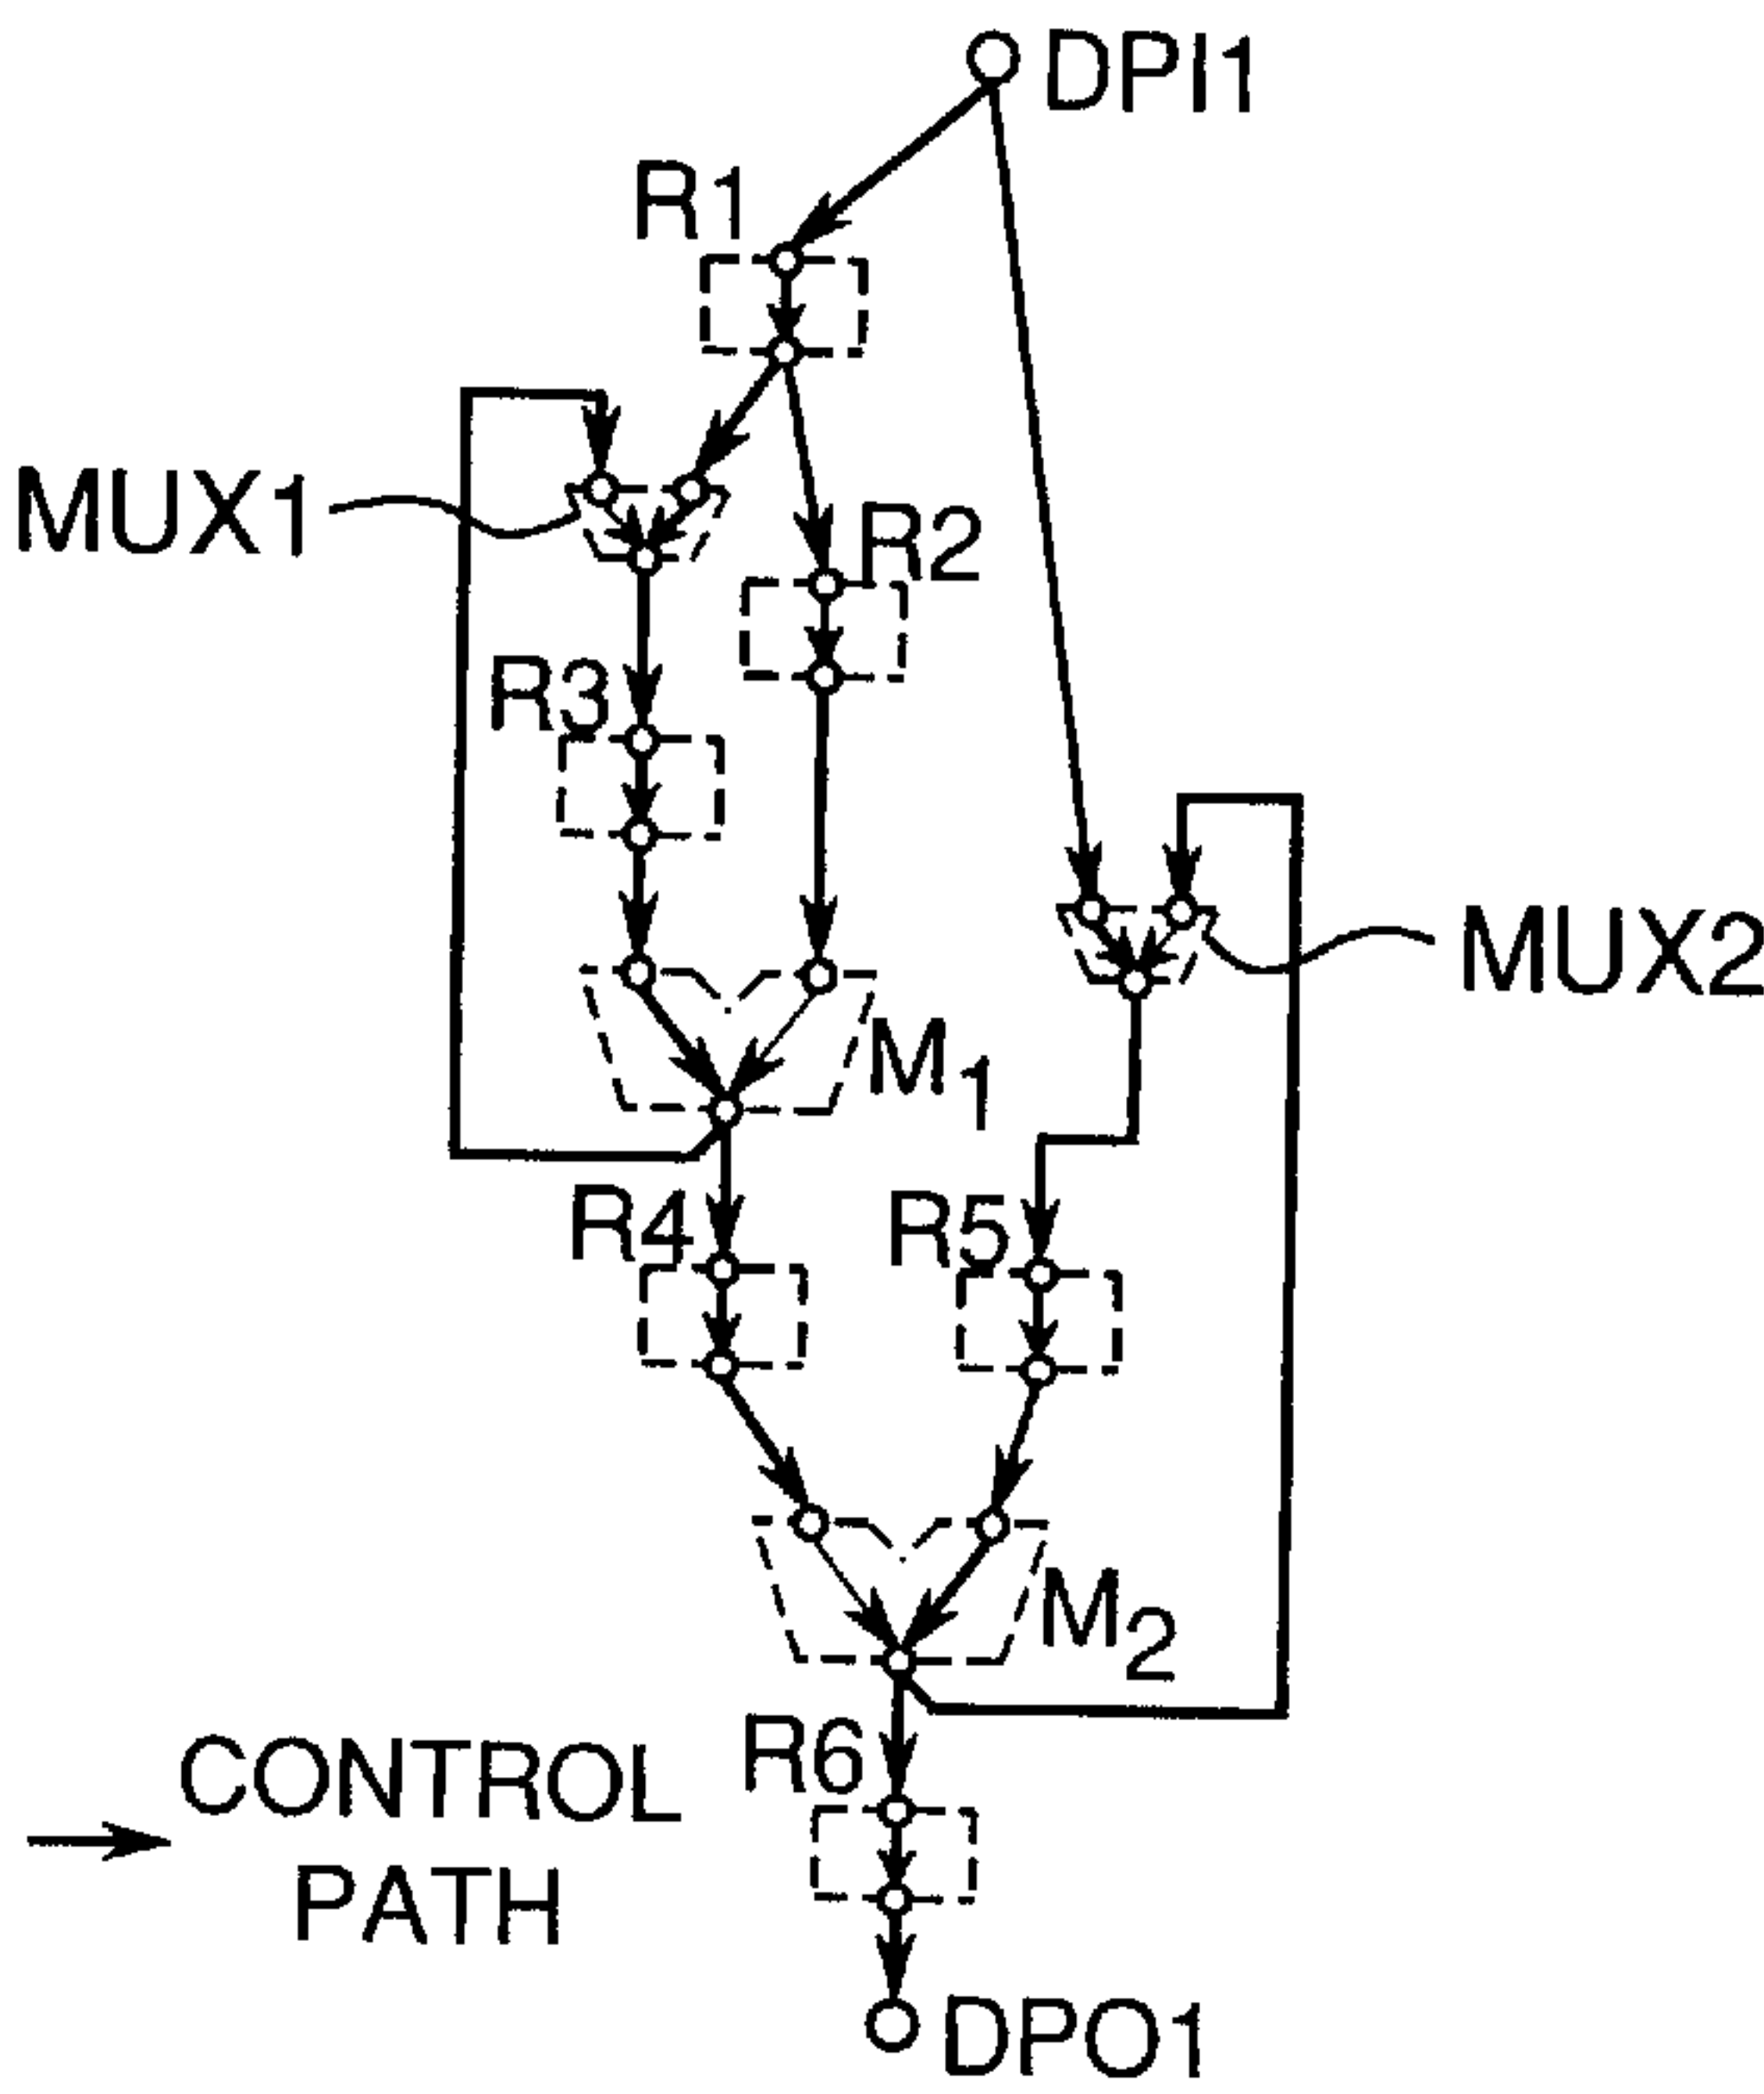 DPI1
R1
MUX1
R2
R3
MUX2
M1
R4
R5
M2
R6
CONTROL
PATH
DPO1